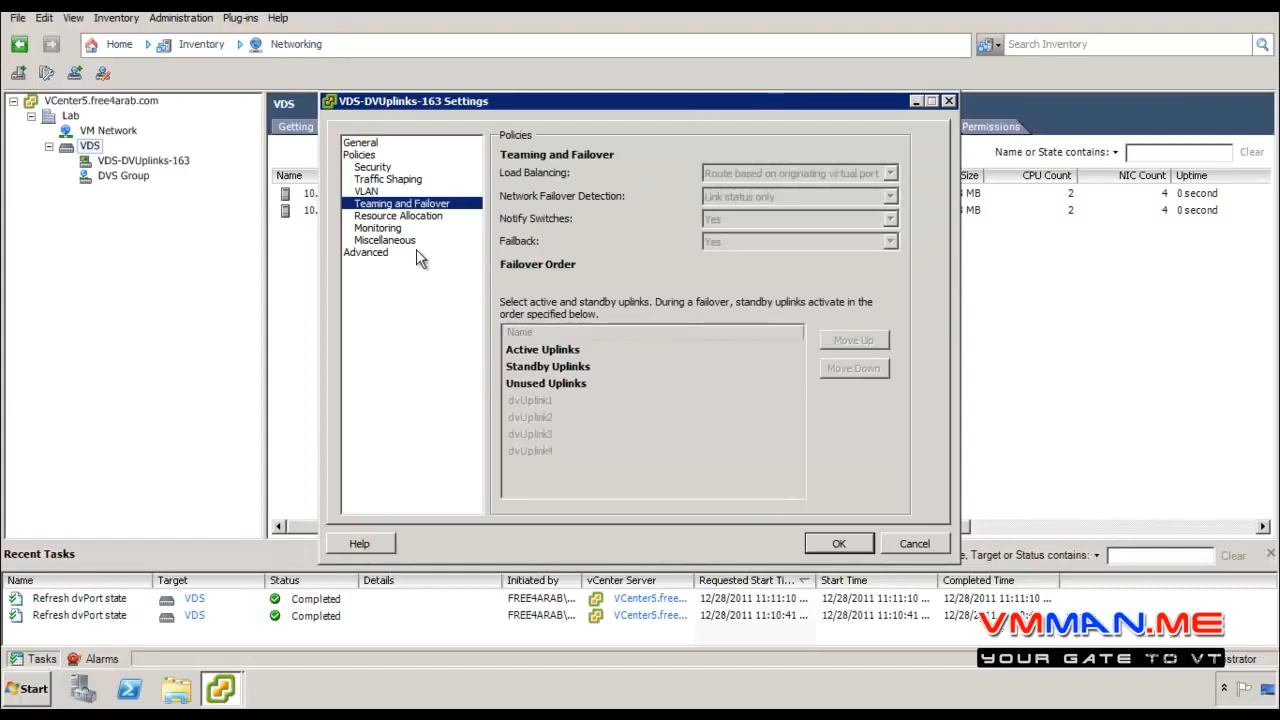 File Edit View Inventory Administration Plug-ins Help
Home Inventory Networking
Search Inventory
VCenter5.free4arab.com
Lab
VM Network
VDS
VDS-DVUplinks-163
DVS Group
VDS
Getting
Permissions
Name or State contains:
Clear
Name
Size CPU Count NIC Count Uptime
10.
MB 2 4 0 second
10.
MB 2 4 0 second
VDS-DVUplinks-163 Settings
General
Policies
Security
Traffic Shaping
VLAN
Teaming and Failover
Resource Allocation
Monitoring
Miscellaneous
Advanced
Policies
Teaming and Failover
Load Balancing: Route based on originating virtual port
Network Failover Detection: Link status only
Notify Switches: Yes
Failback: Yes
Failover Order
Select active and standby uplinks. During a failover, standby uplinks activate in the
order specified below.
Name
Active Uplinks
Standby Uplinks
Unused Uplinks
dvUplink1
dvUplink2
dvUplink3
dvUplink4
Move Up
Move Down
Help
OK
Cancel
Recent Tasks
e, Target or Status contains:
Clear
Name Target Status Details Initiated by vCenter Server Requested Start Ti... Start Time Completed Time
Refresh dvPort state VDS Completed FREE4ARAB\... VCenter5.free... 12/28/2011 11:11:10 ... 12/28/2011 11:11:10 ... 12/28/2011 11:11:10 ...
Refresh dvPort state VDS Completed FREE4ARAB\... VCenter5.free... 12/28/2011 11:10:41 ... 12/28/2011 11:10:41 ...
VMMAN.ME
YOUR GATE TO VT
Tasks Alarms
istrator
Start